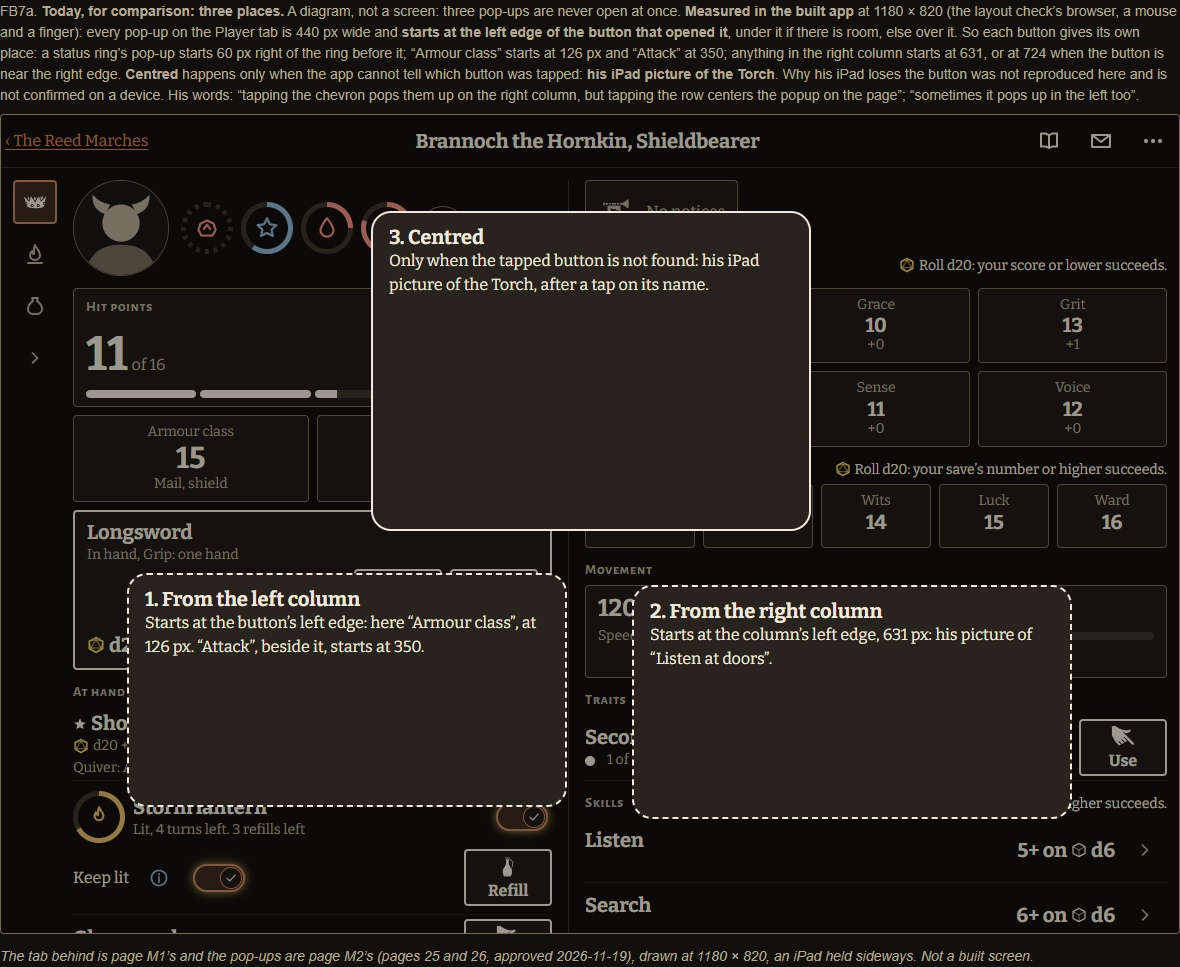 FB7a. Today, for comparison: three places. A diagram, not a screen: three pop-ups are never open at once. Measured in the built app at 1180 × 820 (the layout check's browser, a mouse
and a finger): every pop-up on the Player tab is 440 px wide and starts at the left edge of the button that opened it, under it if there is room, else over it. So each button gives its own
place: a status ring's pop-up starts 60 px right of the ring before it; “Armour class” starts at 126 px and “Attack” at 350; anything in the right column starts at 631, or at 724 when the button is
near the right edge. Centred happens only when the app cannot tell which button was tapped: his iPad picture of the Torch. Why his iPad loses the button was not reproduced here and is
not confirmed on a device. His words: “tapping the chevron pops them up on the right column, but tapping the row centers the popup on the page”; “sometimes it pops up in the left too”.
‹ The Reed Marches
Brannoch the Hornkin, Shieldbearer
No notices
3. Centred
Only when the tapped button is not found: his iPad
picture of the Torch, after a tap on its name.
Roll d20: your score or lower succeeds.
Hit points
11 of 16
Grace
10
+0
Grit
13
+1
Sense
11
+0
Voice
12
+0
Armour class
15
Mail, shield
Roll d20: your save's number or higher succeeds.
Wits
14
Luck
15
Ward
16
Longsword
In hand, Grip: one hand
Movement
120
1. From the left column
Starts at the button's left edge: here “Armour class”, at
126 px. “Attack”, beside it, starts at 350.
2. From the right column
Starts at the column's left edge, 631 px: his picture of
“Listen at doors”.
At hand
d20 +
Quiver:
Stormlantern
Lit, 4 turns left. 3 refills left
Keep lit
Refill
Traits
1 of
Use
Skills
gher succeeds.
Listen
5+ on d6
Search
6+ on d6
The tab behind is page M1's and the pop-ups are page M2's (pages 25 and 26, approved 2026-11-19), drawn at 1180 × 820, an iPad held sideways. Not a built screen.